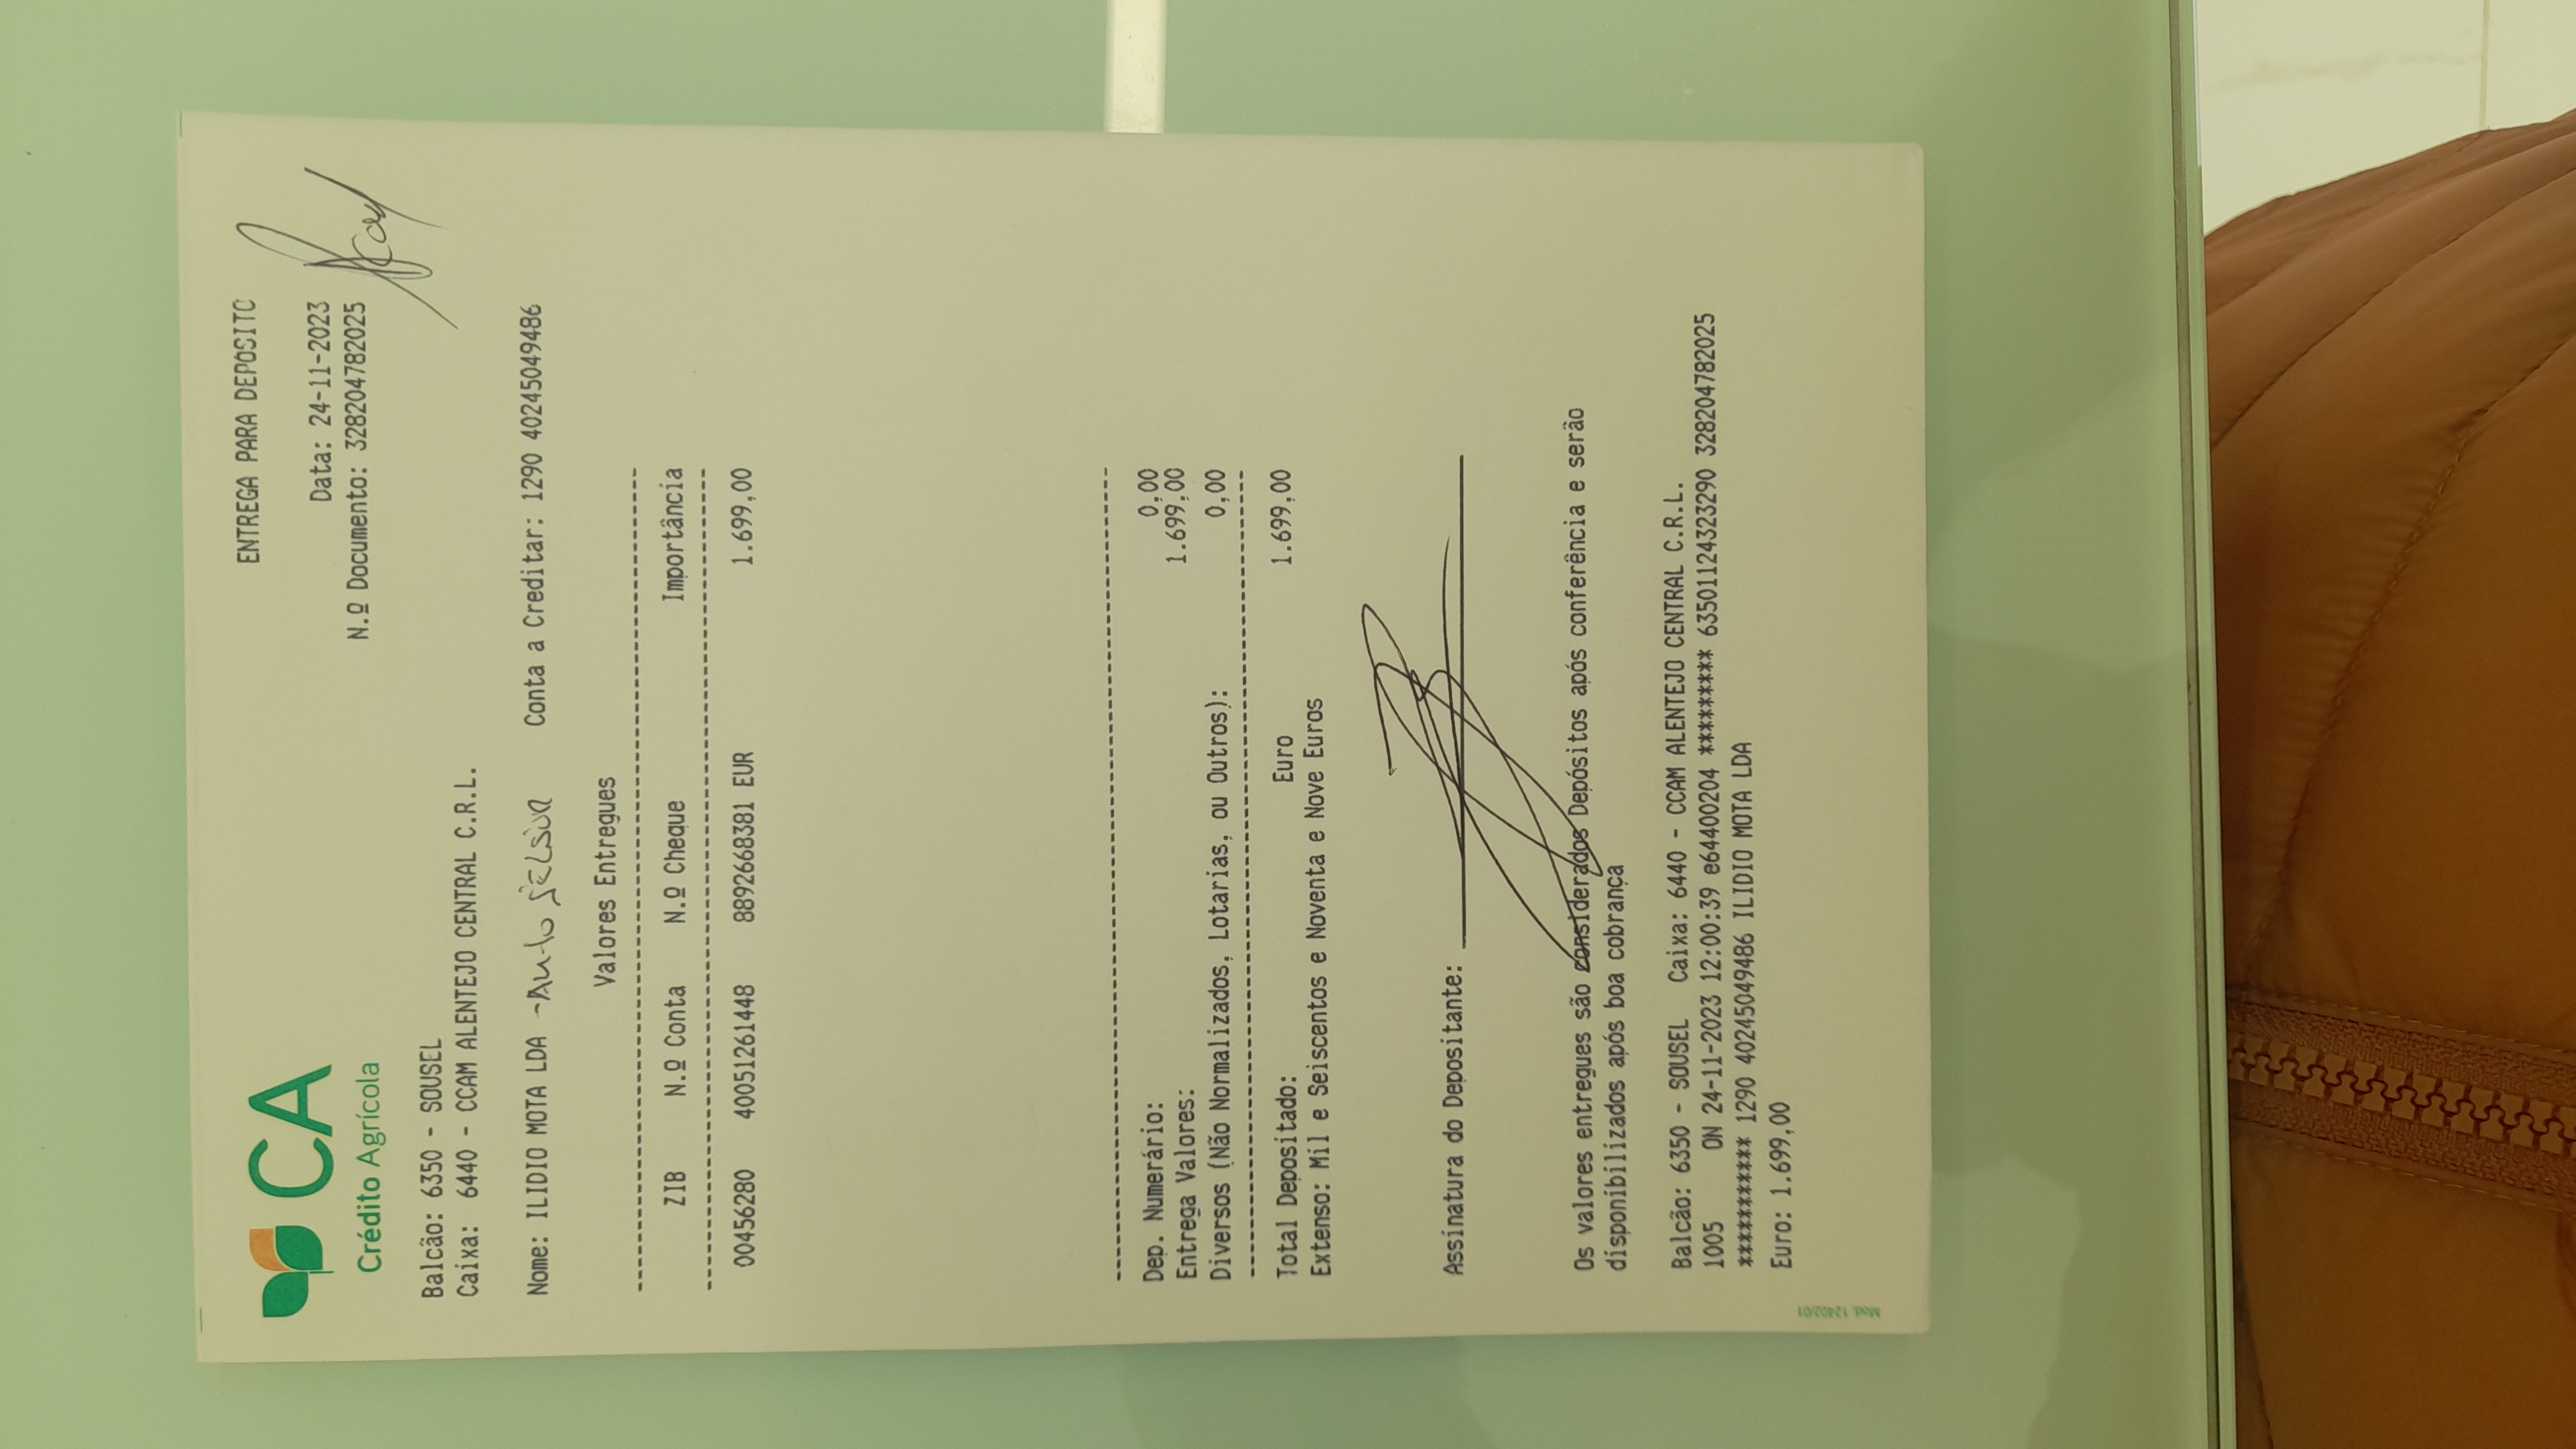 CA
Crédito Agrícola
ENTREGA PARA DEPOSITO
Data: 24-11-2023
N.º Documento: 328204782025
Balcão: 6350 - SOUSEL
Caixa: 6440 - CCAM ALENTEJO CENTRAL C.R.L.
Nome: ILIDIO MOTA LDA Conta a Creditar: 1290 40245049486
Valores Entregues
ZIB N.º Conta N.º Cheque Importância
00456280 40051261448 8892668381 EUR 1.699,00
Dep. Numerário: 0,00
Entrega Valores: 1.699,00
Diversos (Não Normalizados, Lotarias, ou Outros): 0,00
Total Depositado: Euro 1.699,00
Extenso: Mil e Seiscentos e Noventa e Nove Euros
Assinatura do Depositante:
Os valores entregues são considerados Depósitos após conferência e serão
disponibilizados após boa cobrança
Balcão: 6350 - SOUSEL Caixa: 6440 - CCAM ALENTEJO CENTRAL C.R.L.
1005 ON 24-11-2023 12:00:39 e64400204 ********* 635011243232​90 328204782025
*********** 1290 40245049486 ILIDIO MOTA LDA
Euro: 1.699,00
Mod. 12402/01